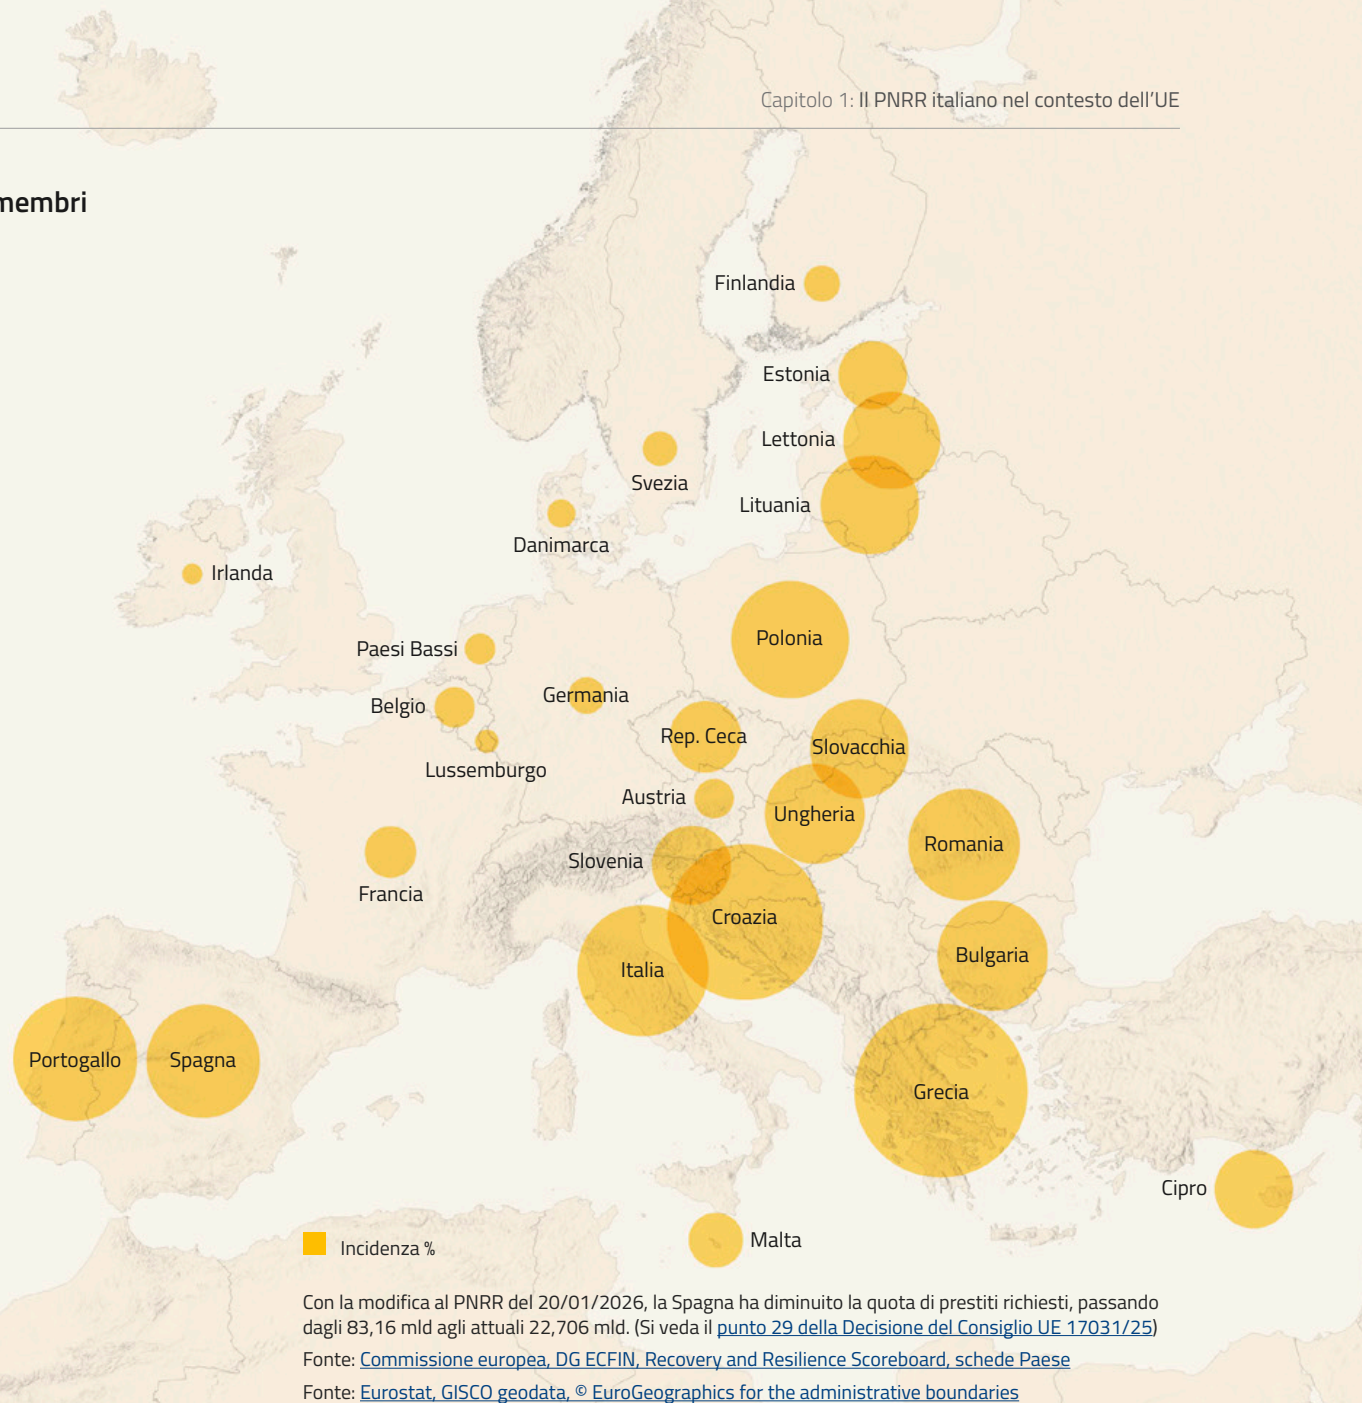 Capitolo 1: Il PNRR italiano nel contesto dell'UE
membri
Finlandia
Estonia
Lettonia
Svezia
Lituania
Danimarca
Irlanda
Polonia
Paesi Bassi
Germania
Belgio
Rep. Ceca
Slovacchia
Lussemburgo
Austria
Ungheria
Romania
Slovenia
Francia
Croazia
Bulgaria
Italia
Portogallo
Spagna
Grecia
Cipro
Malta
Incidenza %
Con la modifica al PNRR del 20/01/2026, la Spagna ha diminuito la quota di prestiti richiesti, passando
dagli 83,16 mld agli attuali 22,706 mld. (Si veda il punto 29 della Decisione del Consiglio UE 17031/25)
Fonte: Commissione europea, DG ECFIN, Recovery and Resilience Scoreboard, schede Paese
Fonte: Eurostat, GISCO geodata, © EuroGeographics for the administrative boundaries